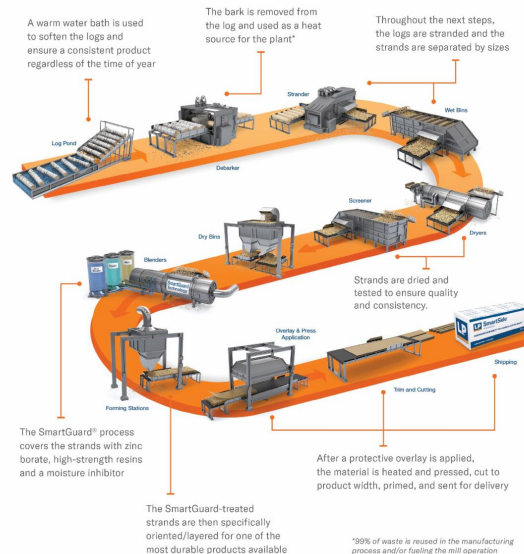 A warm water bath is used
to soften the logs and
ensure a consistent product
regardless of the time of year
The bark is removed from
the log and used as a heat
source for the plant*
Throughout the next steps,
the logs are stranded and the
strands are separated by sizes
Log Pond
Debarker
Strander
Wet Bins
Dryers
Screener
Dry Bins
Blenders
SmartGuard
Technology
Strands are dried and
tested to ensure quality
and consistency.
Forming Stations
Overlay & Press
Application
Trim and Cutting
LP SmartSide
LP
Shipping
The SmartGuard® process
covers the strands with zinc
borate, high-strength resins
and a moisture inhibitor
The SmartGuard-treated
strands are then specifically
oriented/layered for one of the
most durable products available
After a protective overlay is applied,
the material is heated and pressed, cut to
product width, primed, and sent for delivery
*99% of waste is reused in the manufacturing
process and/or fueling the mill operation